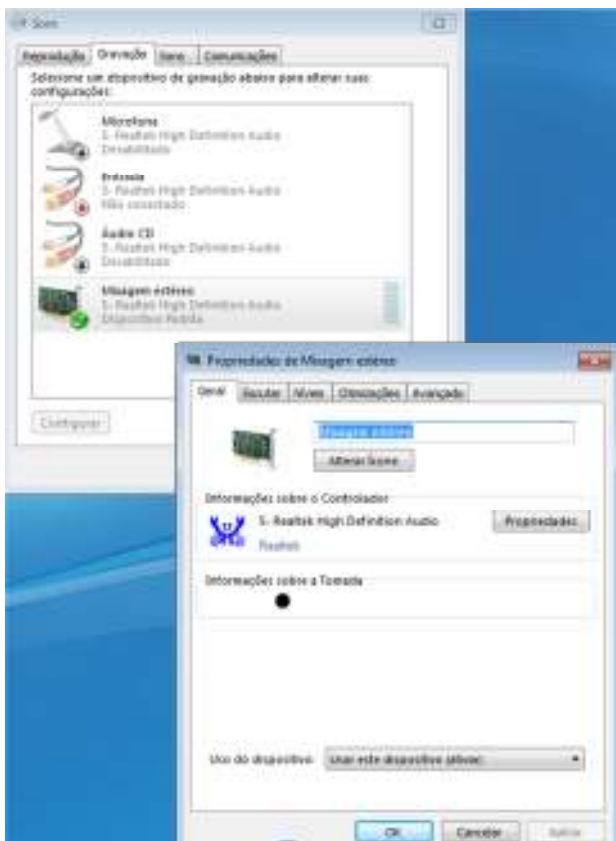 Som
Reprodução Gravação Sons Comunicações
Selecione um dispositivo de gravação abaixo para alterar suas
configurações:
Microfone
5- Realtek High Definition Audio
Desabilitado
Entrada
5- Realtek High Definition Audio
Não conectado
Áudio CD
5- Realtek High Definition Audio
Desabilitado
Mixagem estéreo
5- Realtek High Definition Audio
Dispositivo Padrão
Configurar
Propriedades de Mixagem estéreo
Geral Escutar Níveis Otimizações Avançado
Mixagem estéreo
Alterar Ícone
Informações sobre o Controlador
5- Realtek High Definition Audio
Propriedades
Realtek
Informações sobre a Tomada
Uso do dispositivo: Usar este dispositivo (ativar)
OK Cancelar Aplicar